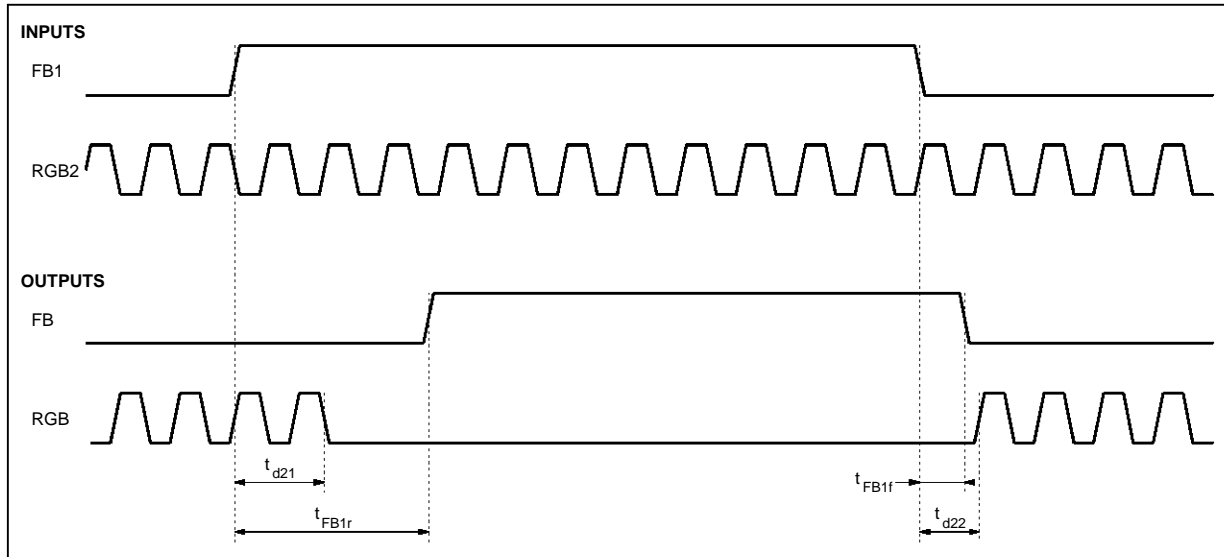 INPUTS
FB1
RGB2
OUTPUTS
FB
RGB
t d21
t FB1f
t FB1r
t d22